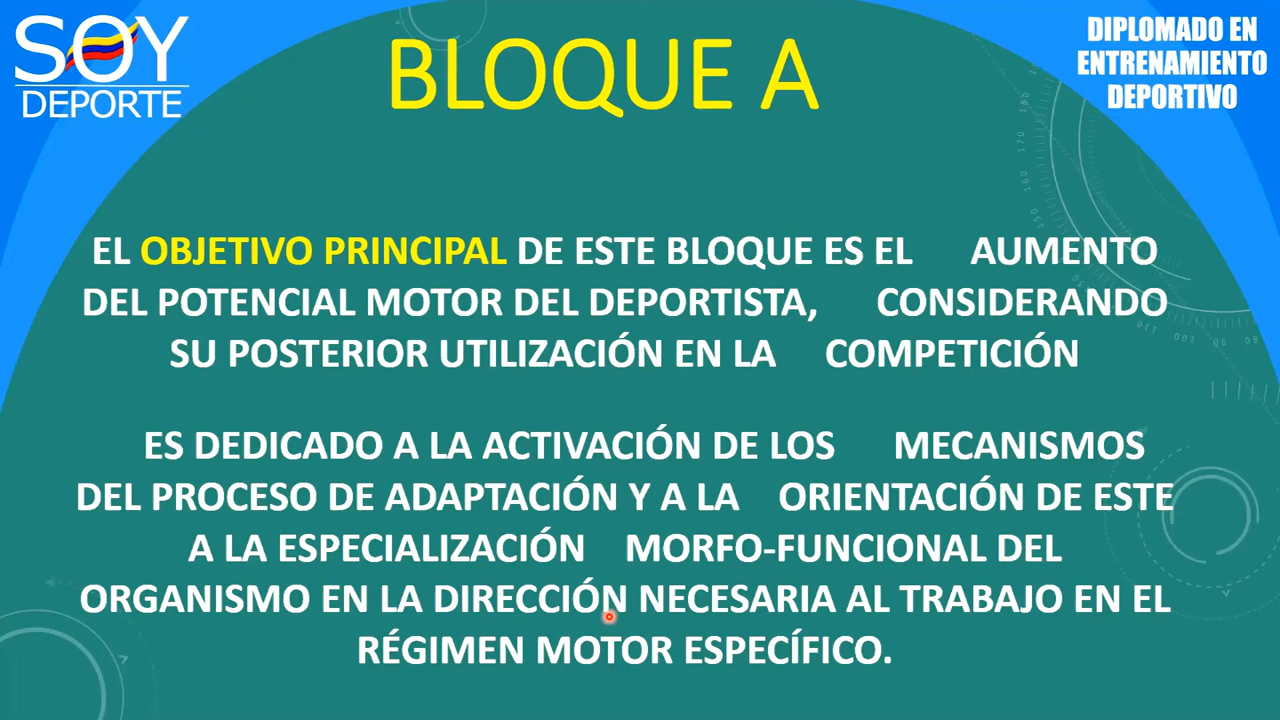 SOY
DEPORTE
DIPLOMADO EN
ENTRENAMIENTO
DEPORTIVO
BLOQUE A
EL OBJETIVO PRINCIPAL DE ESTE BLOQUE ES EL AUMENTO
DEL POTENCIAL MOTOR DEL DEPORTISTA, CONSIDERANDO
SU POSTERIOR UTILIZACIÓN EN LA COMPETICIÓN
ES DEDICADO A LA ACTIVACIÓN DE LOS MECANISMOS
DEL PROCESO DE ADAPTACIÓN Y A LA ORIENTACIÓN DE ESTE
A LA ESPECIALIZACIÓN MORFO-FUNCIONAL DEL
ORGANISMO EN LA DIRECCIÓN NECESARIA AL TRABAJO EN EL
RÉGIMEN MOTOR ESPECÍFICO.